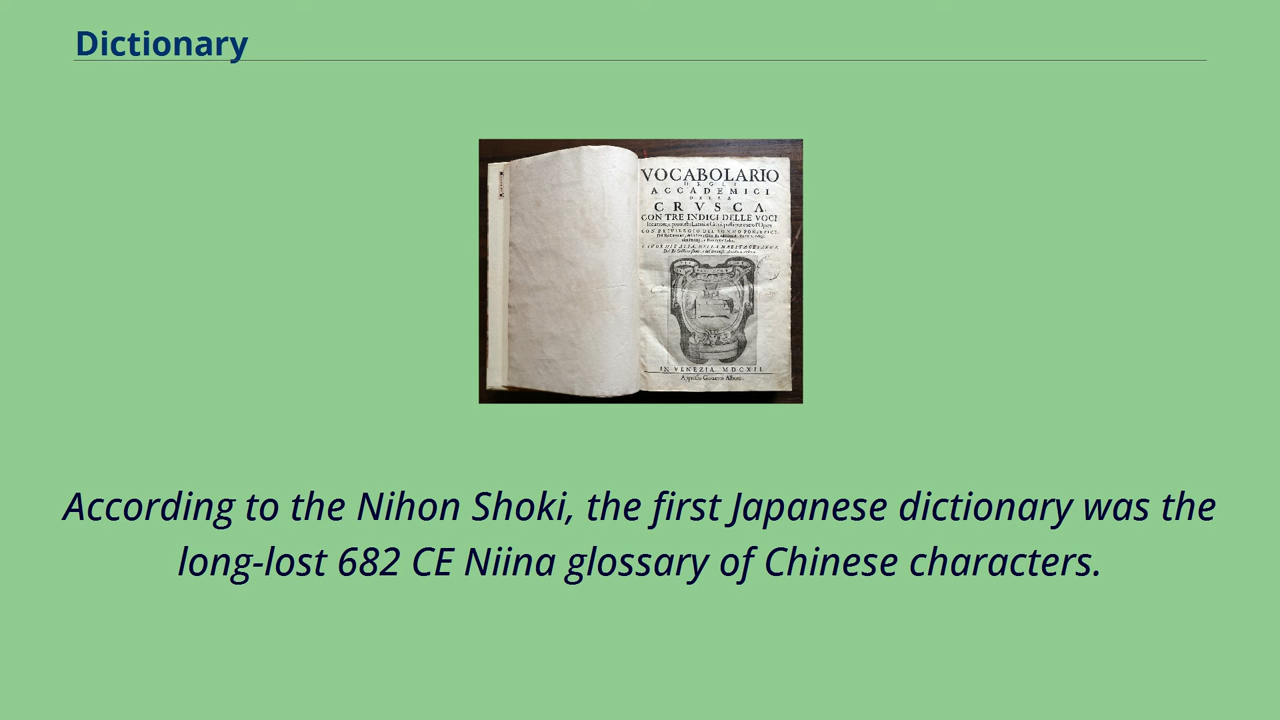 Dictionary
VOCABOLARIO
DEGLI
ACCADEMICI
DELLA
CRVSCA
CON TRE INDICI DELLE VOCI
IN VENEZIA MDCXII
According to the Nihon Shoki, the first Japanese dictionary was the
long-lost 682 CE Niina glossary of Chinese characters.